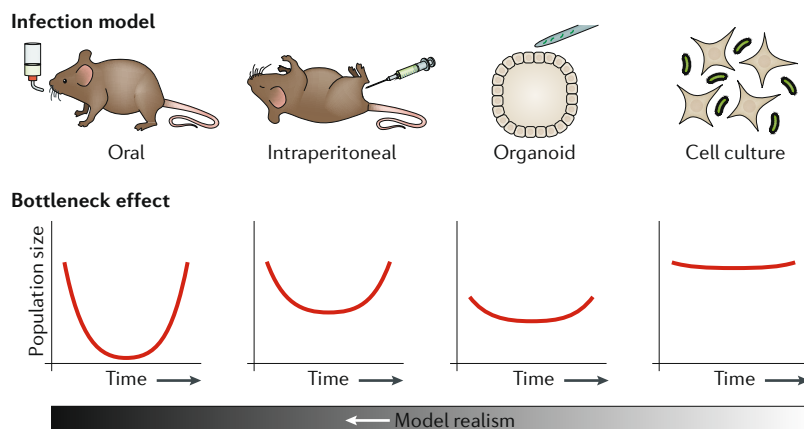 Infection model
Oral
Intraperitoneal
Organoid
Cell culture
Bottleneck effect
Population size
Time
Time
Time
Time
Model realism